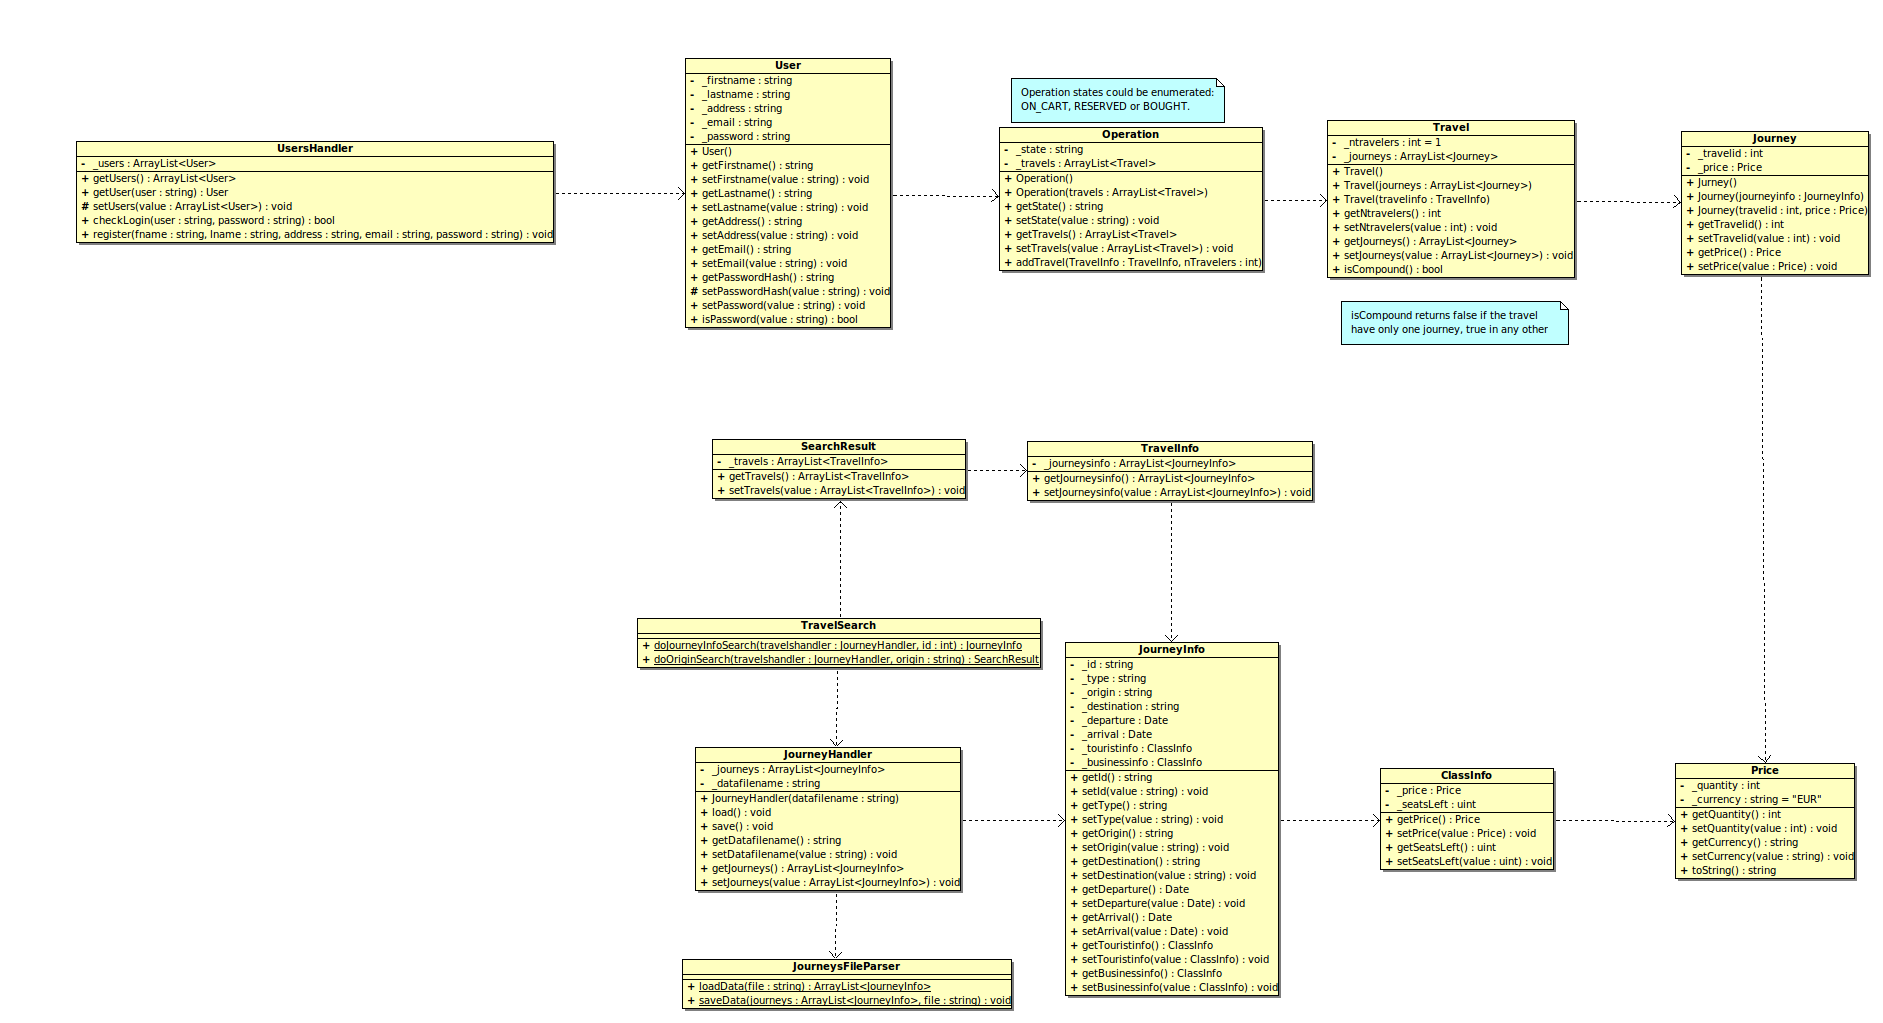 User
- _firstname : string
- _lastname : string
- _address : string
- _email : string
- _password : string
+ User()
+ getFirstname() : string
+ setFirstname(value : string) : void
+ getLastname() : string
+ setLastname(value : string) : void
+ getAddress() : string
+ setAddress(value : string) : void
+ getEmail() : string
+ setEmail(value : string) : void
+ getPasswordHash() : string
# setPasswordHash(value : string) : void
+ setPassword(value : string) : void
+ isPassword(value : string) : bool
UsersHandler
- _users : ArrayList<User>
+ getUsers() : ArrayList<User>
+ getUser(user : string) : User
# setUsers(value : ArrayList<User>) : void
+ checkLogin(user : string, password : string) : bool
+ register(fname : string, lname : string, address : string, email : string, password : string) : void
Operation states could be enumerated:
ON_CART, RESERVED or BOUGHT.
Operation
- _state : string
- _travels : ArrayList<Travel>
+ Operation()
+ Operation(travels : ArrayList<Travel>)
+ getState() : string
+ setState(value : string) : void
+ getTravels() : ArrayList<Travel>
+ setTravels(value : ArrayList<Travel>) : void
+ addTravel(TravelInfo : TravelInfo, nTravelers : int)
Travel
- _ntravelers : int = 1
- _journeys : ArrayList<Journey>
+ Travel()
+ Travel(journeys : ArrayList<Journey>)
+ Travel(travelinfo : TravelInfo)
+ getNtravelers() : int
+ setNtravelers(value : int) : void
+ getJourneys() : ArrayList<Journey>
+ setJourneys(value : ArrayList<Journey>) : void
+ isCompound() : bool
isCompound returns false if the travel
have only one journey, true in any other
Journey
- _travelid : int
- _price : Price
+ Jurney()
+ Journey(journeyinfo : JourneyInfo)
+ Journey(travelid : int, price : Price)
+ getTravelid() : int
+ setTravelid(value : int) : void
+ getPrice() : Price
+ setPrice(value : Price) : void
SearchResult
- _travels : ArrayList<TravelInfo>
+ getTravels() : ArrayList<TravelInfo>
+ setTravels(value : ArrayList<TravelInfo>) : void
TravelInfo
- _journeysinfo : ArrayList<JourneyInfo>
+ getJourneysinfo() : ArrayList<JourneyInfo>
+ setJourneysinfo(value : ArrayList<JourneyInfo>) : void
TravelSearch
+ doJourneyInfoSearch(travelshandler : JourneyHandler, id : int) : JourneyInfo
+ doOriginSearch(travelshandler : JourneyHandler, origin : string) : SearchResult
JourneyHandler
- _journeys : ArrayList<JourneyInfo>
- _datafilename : string
+ JourneyHandler(datafilename : string)
+ load() : void
+ save() : void
+ getDatafilename() : string
+ setDatafilename(value : string) : void
+ getJourneys() : ArrayList<JourneyInfo>
+ setJourneys(value : ArrayList<JourneyInfo>) : void
JourneysFileParser
+ loadData(file : string) : ArrayList<JourneyInfo>
+ saveData(journeys : ArrayList<JourneyInfo>, file : string) : void
JourneyInfo
- _id : string
- _type : string
- _origin : string
- _destination : string
- _departure : Date
- _arrival : Date
- _touristinfo : ClassInfo
- _businessinfo : ClassInfo
+ getId() : string
+ setId(value : string) : void
+ getType() : string
+ setType(value : string) : void
+ getOrigin() : string
+ setOrigin(value : string) : void
+ getDestination() : string
+ setDestination(value : string) : void
+ getDeparture() : Date
+ setDeparture(value : Date) : void
+ getArrival() : Date
+ setArrival(value : Date) : void
+ getTouristinfo() : ClassInfo
+ setTouristinfo(value : ClassInfo) : void
+ getBusinessinfo() : ClassInfo
+ setBusinessinfo(value : ClassInfo) : void
ClassInfo
- _price : Price
- _seatsLeft : uint
+ getPrice() : Price
+ setPrice(value : Price) : void
+ getSeatsLeft() : uint
+ setSeatsLeft(value : uint) : void
Price
- _quantity : int
- _currency : string = "EUR"
+ getQuantity() : int
+ setQuantity(value : int) : void
+ getCurrency() : string
+ setCurrency(value : string) : void
+ toString() : string